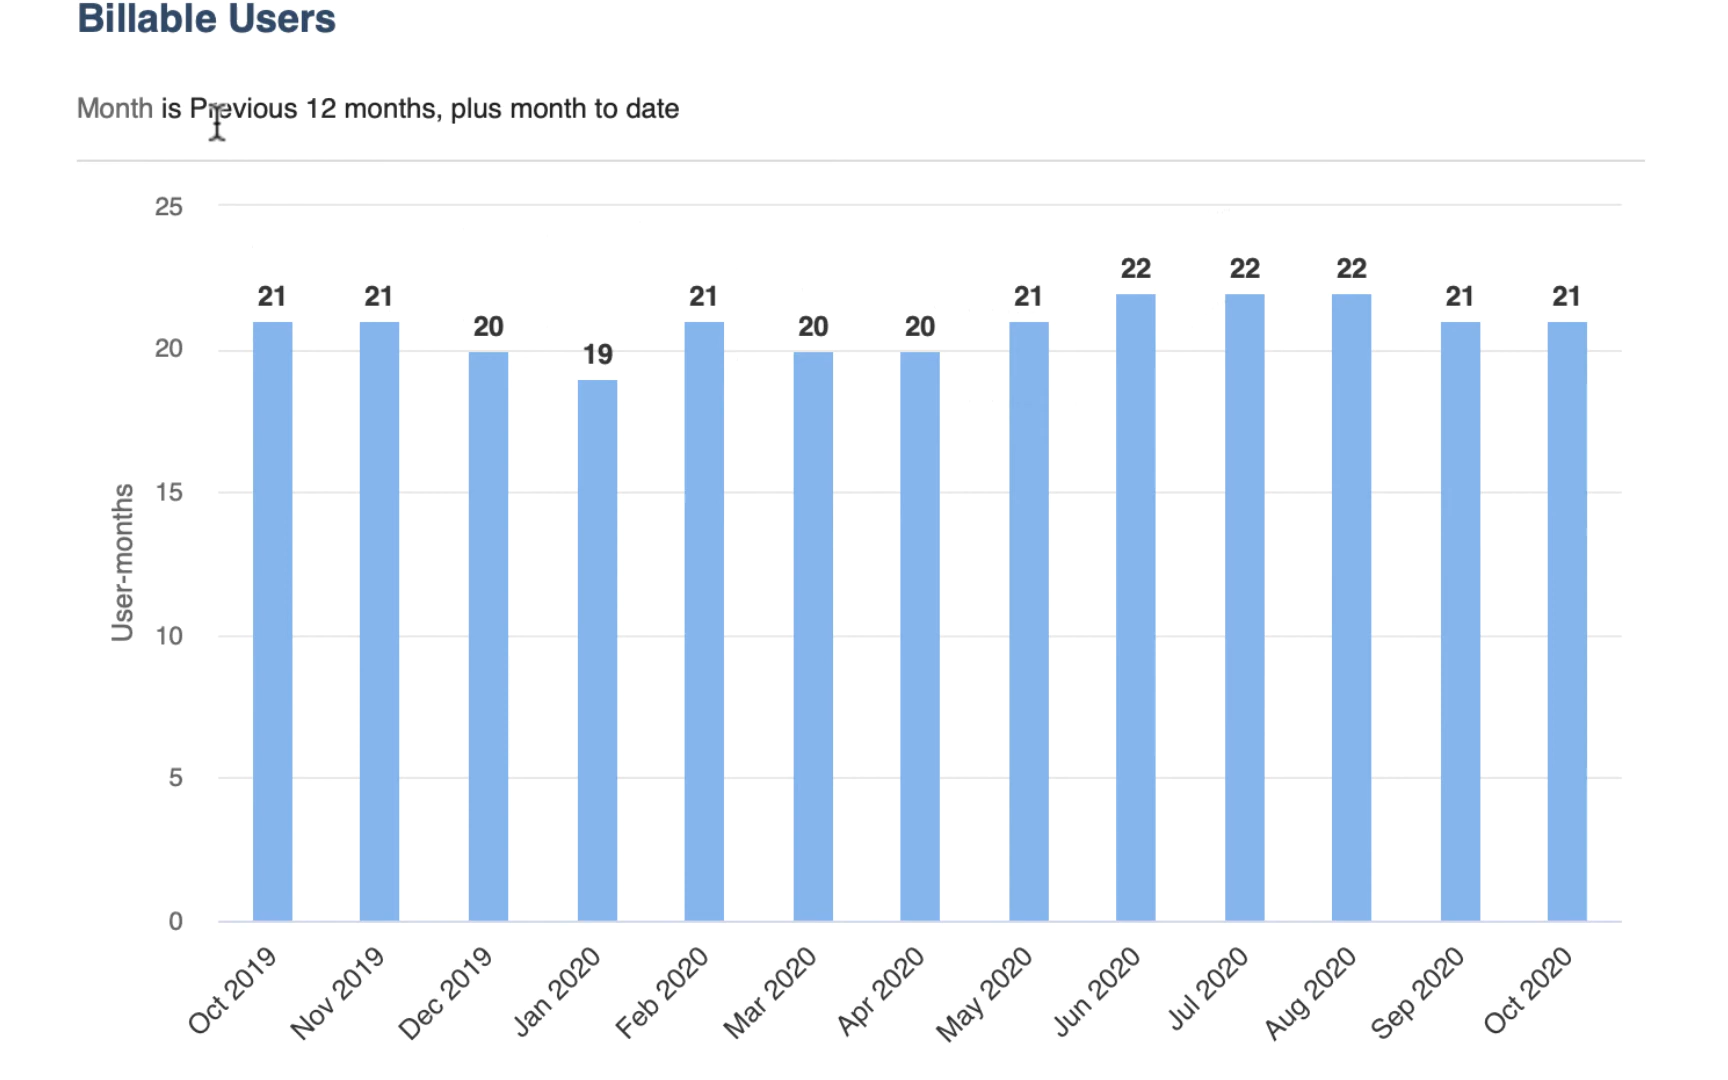 Billable Users
Month is Previous 12 months, plus month to date
25
20
15
10
5
0
User-months
21
21
20
19
21
20
20
21
22
22
22
21
21
Oct 2019
Nov 2019
Dec 2019
Jan 2020
Feb 2020
Mar 2020
Apr 2020
May 2020
Jun 2020
Jul 2020
Aug 2020
Sep 2020
Oct 2020